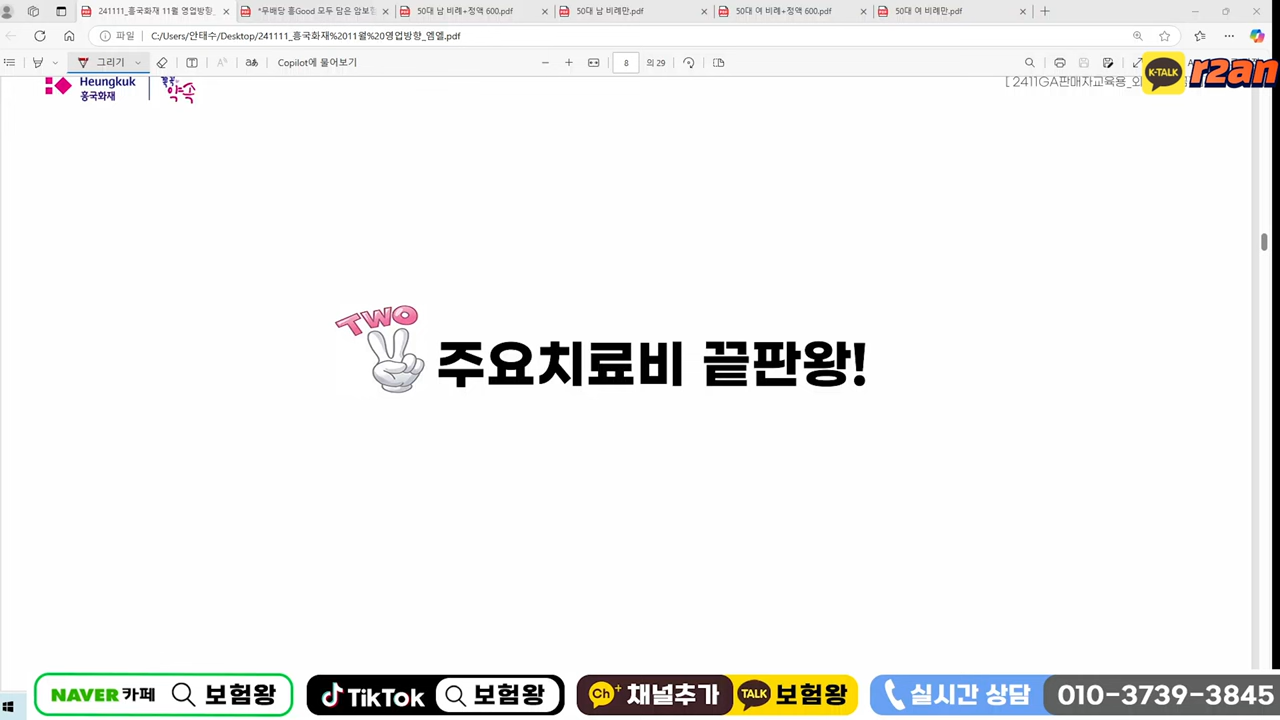 241111_흥국화재 11월 영업방향_
*무배당 흥Good 모두 담은 암보험
50대 남 비례+정액 600.pdf
50대 남 비례만.pdf
50대 여 비례+정액 600.pdf
50대 여 비례만.pdf
파일
C:/Users/안태수/Desktop/241111_흥국화재%2011월%20영업방향_엠엘.pdf
그리기
Copilot에 물어보기
8
의 29
Heungkuk
흥국화재
약속
[ 2411GA판매자교육용_외
K-TALK
r2an
TWO
주요치료비 끝판왕!
NAVER 카페
보험왕
TikTok
보험왕
Ch+
채널추가
TALK
보험왕
실시간 상담
010-3739-3845